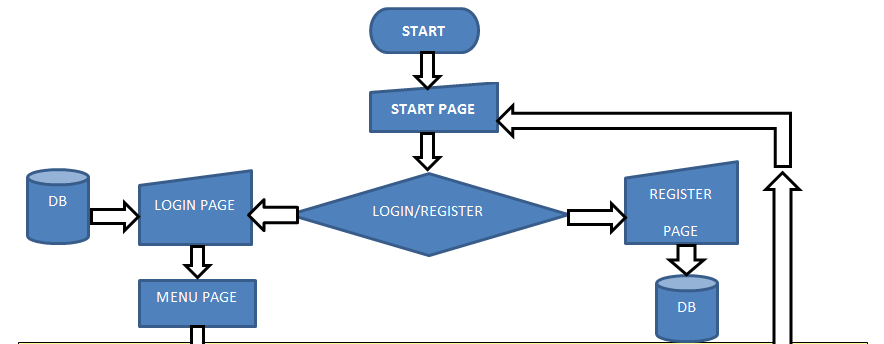 START
START PAGE
DB
LOGIN PAGE
LOGIN/REGISTER
REGISTER
PAGE
MENU PAGE
DB